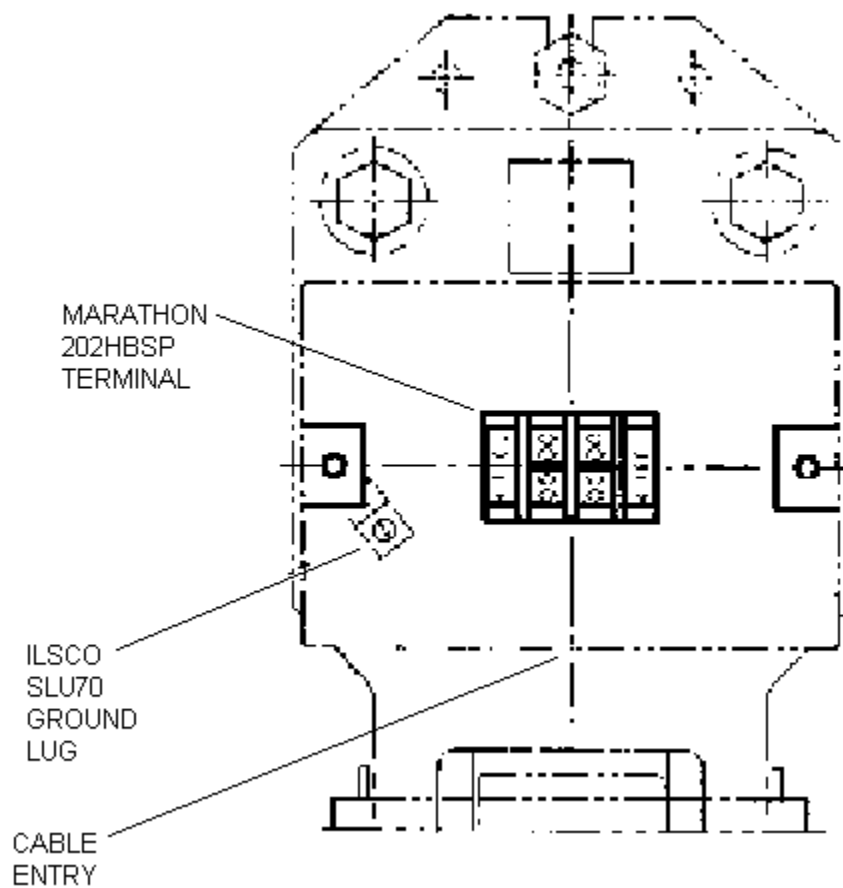 MARATHON
202HBSP
TERMINAL
ILSCO
SLU70
GROUND
LUG
CABLE
ENTRY